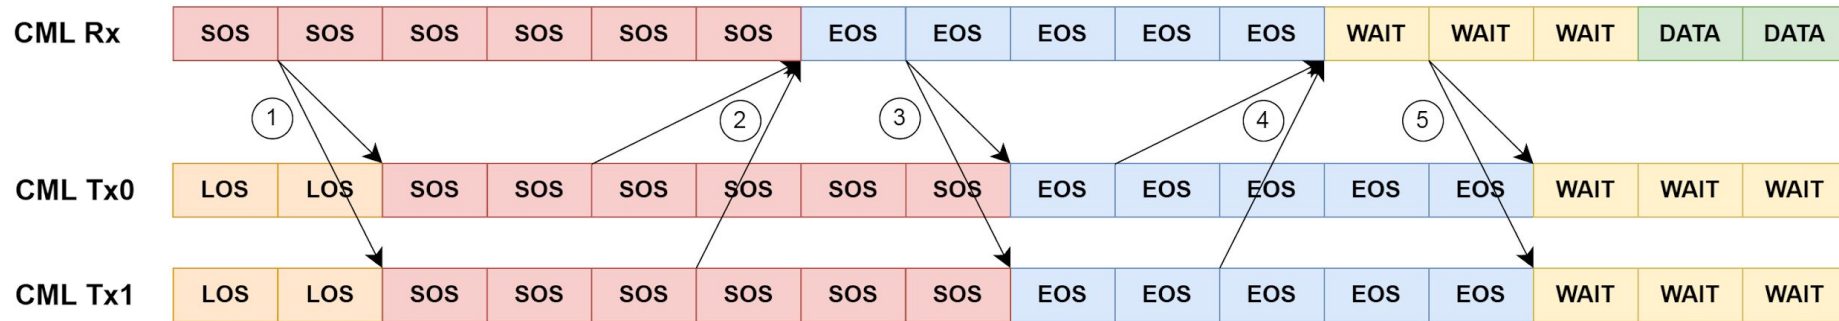 CML Rx SOS SOS SOS SOS SOS SOS EOS EOS EOS EOS EOS WAIT WAIT WAIT DATA DATA
1 2 3 4 5
CML Tx0 LOS LOS SOS SOS SOS SOS SOS SOS EOS EOS EOS EOS EOS WAIT WAIT WAIT
CML Tx1 LOS LOS SOS SOS SOS SOS SOS SOS EOS EOS EOS EOS EOS WAIT WAIT WAIT